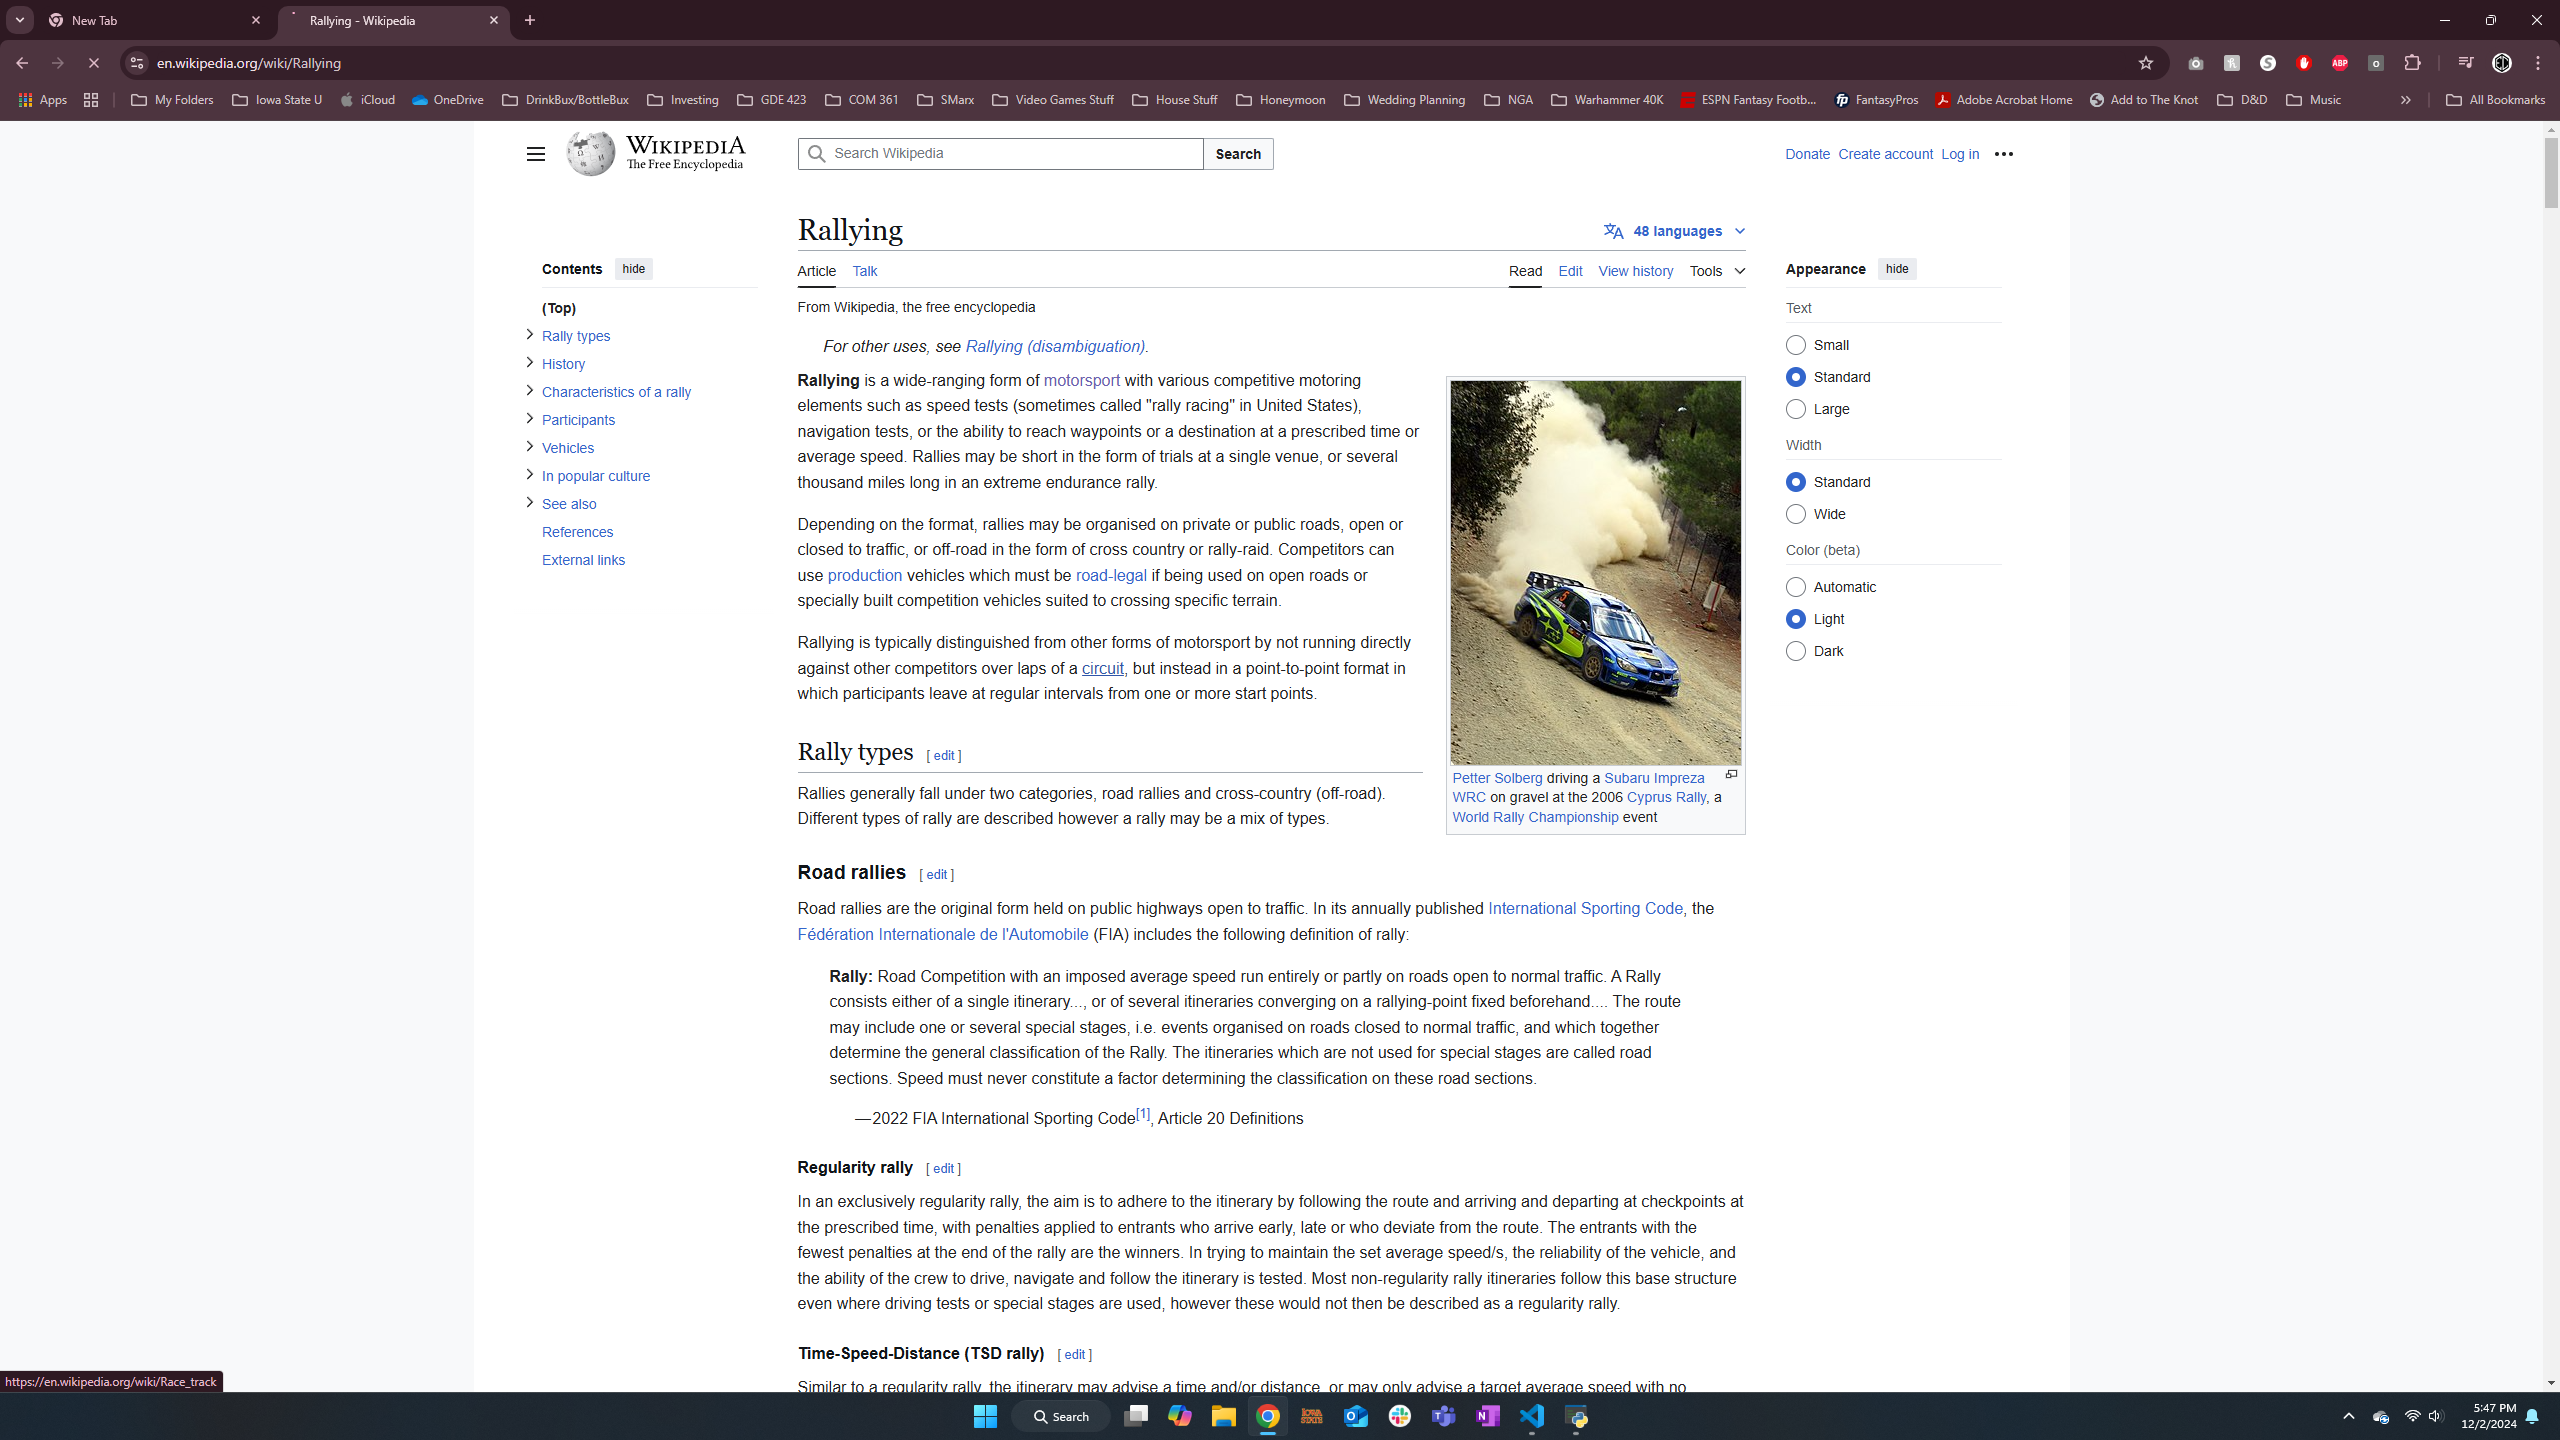 New Tab
Rallying - Wikipedia
en.wikipedia.org/wiki/Rallying
Apps
My Folders
Iowa State U
iCloud
OneDrive
DrinkBux/BottleBux
Investing
GDE 423
COM 361
SMarx
Video Games Stuff
House Stuff
Honeymoon
Wedding Planning
NGA
Warhammer 40K
ESPN Fantasy Footb...
FantasyPros
Adobe Acrobat Home
Add to The Knot
D&D
Music
All Bookmarks
WIKIPEDIA
The Free Encyclopedia
Search Wikipedia
Search
Donate Create account Log in
Rallying
48 languages
Contents hide
(Top)
Rally types
History
Characteristics of a rally
Participants
Vehicles
In popular culture
See also
References
External links
Article Talk
Read Edit View history Tools
From Wikipedia, the free encyclopedia
For other uses, see Rallying (disambiguation).
Rallying is a wide-ranging form of motorsport with various competitive motoring
elements such as speed tests (sometimes called "rally racing" in United States),
navigation tests, or the ability to reach waypoints or a destination at a prescribed time or
average speed. Rallies may be short in the form of trials at a single venue, or several
thousand miles long in an extreme endurance rally.
Depending on the format, rallies may be organised on private or public roads, open or
closed to traffic, or off-road in the form of cross country or rally-raid. Competitors can
use production vehicles which must be road-legal if being used on open roads or
specially built competition vehicles suited to crossing specific terrain.
Rallying is typically distinguished from other forms of motorsport by not running directly
against other competitors over laps of a circuit, but instead in a point-to-point format in
which participants leave at regular intervals from one or more start points.
Petter Solberg driving a Subaru Impreza
WRC on gravel at the 2006 Cyprus Rally, a
World Rally Championship event
Rally types [ edit ]
Rallies generally fall under two categories, road rallies and cross-country (off-road).
Different types of rally are described however a rally may be a mix of types.
Road rallies [ edit ]
Road rallies are the original form held on public highways open to traffic. In its annually published International Sporting Code, the
Fédération Internationale de l'Automobile (FIA) includes the following definition of rally:
Rally: Road Competition with an imposed average speed run entirely or partly on roads open to normal traffic. A Rally
consists either of a single itinerary..., or of several itineraries converging on a rallying-point fixed beforehand.... The route
may include one or several special stages, i.e. events organised on roads closed to normal traffic, and which together
determine the general classification of the Rally. The itineraries which are not used for special stages are called road
sections. Speed must never constitute a factor determining the classification on these road sections.
—2022 FIA International Sporting Code[1], Article 20 Definitions
Regularity rally [ edit ]
In an exclusively regularity rally, the aim is to adhere to the itinerary by following the route and arriving and departing at checkpoints at
the prescribed time, with penalties applied to entrants who arrive early, late or who deviate from the route. The entrants with the
fewest penalties at the end of the rally are the winners. In trying to maintain the set average speed/s, the reliability of the vehicle, and
the ability of the crew to drive, navigate and follow the itinerary is tested. Most non-regularity rally itineraries follow this base structure
even where driving tests or special stages are used, however these would not then be described as a regularity rally.
Time-Speed-Distance (TSD rally) [ edit ]
Similar to a regularity rally, the itinerary may advise a time and/or distance, or may only advise a target average speed with no
Appearance hide
Text
Small
Standard
Large
Width
Standard
Wide
Color (beta)
Automatic
Light
Dark
https://en.wikipedia.org/wiki/Race_track
Search
5:47 PM
12/2/2024